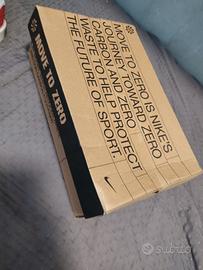 MOVE TO ZERO IS NIKE'S
JOURNEY TOWARD ZERO
CARBON AND ZERO
WASTE TO HELP PROTECT
THE FUTURE OF SPORT.
MOVE TO ZERO
subito